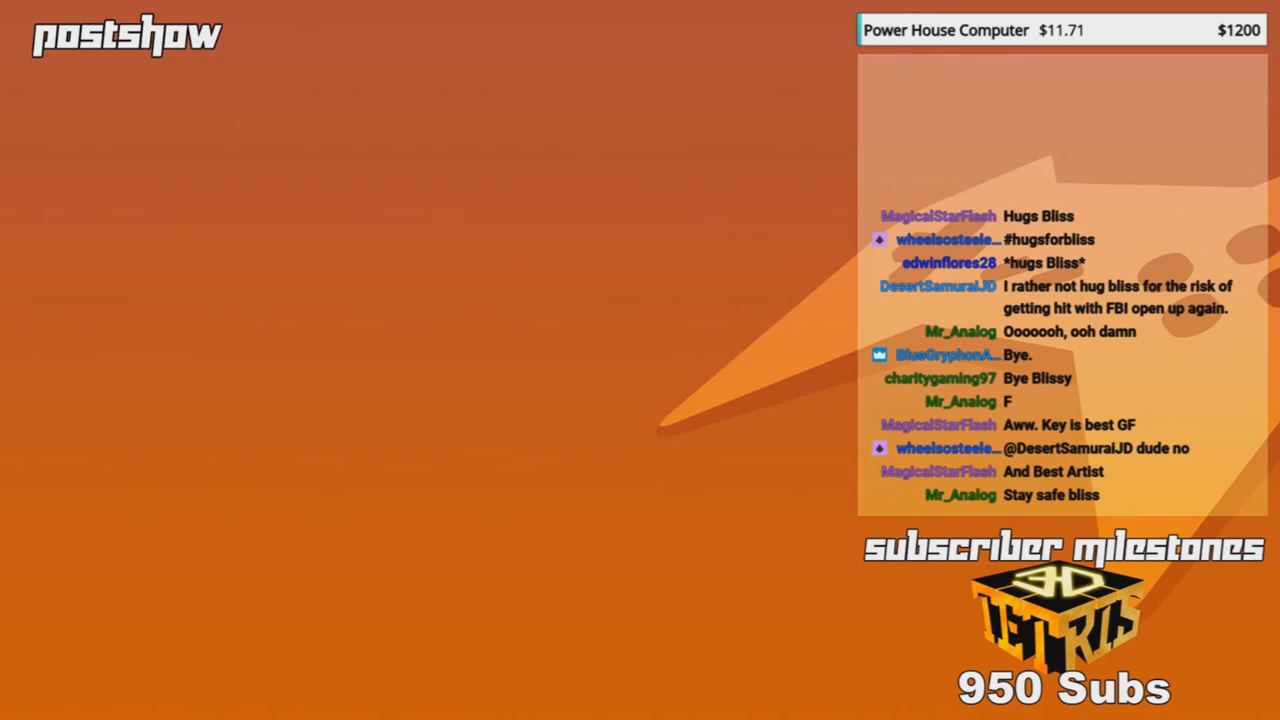 postshow
Power House Computer $11.71 $1200
MagicalStarFlash Hugs Bliss
wheelsosteele... #hugsforbliss
edwinflores28 *hugs Bliss*
DesertSamuraiJD I rather not hug bliss for the risk of
getting hit with FBI open up again.
Mr_Analog Ooooooh, ooh damn
BlueGryphonA... Bye.
charitygaming97 Bye Blissy
Mr_Analog F
MagicalStarFlash Aww. Key is best GF
wheelsosteele... @DesertSamuraiJD dude no
MagicalStarFlash And Best Artist
Mr_Analog Stay safe bliss
subscriber milestones
3D
TETRIS
950 Subs